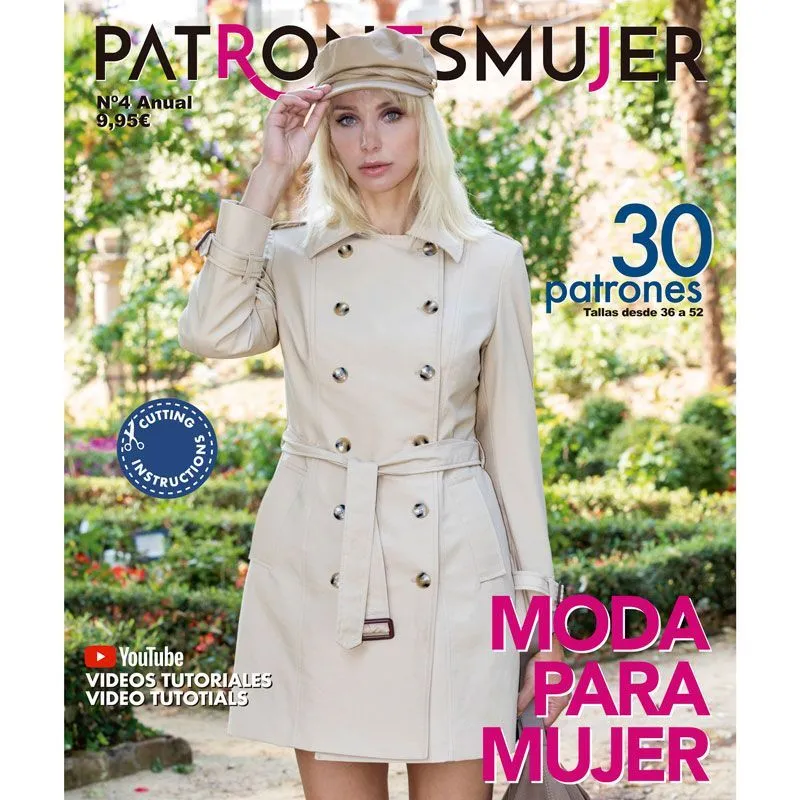 PATRONESMUJER
Nº4 Anual
9,95€
30
patrones
Tallas desde 36 a 52
CUTTING
INSTRUCTIONS
YouTube
VIDEOS TUTORIALES
VIDEO TUTOTIALS
MODA
PARA
MUJER